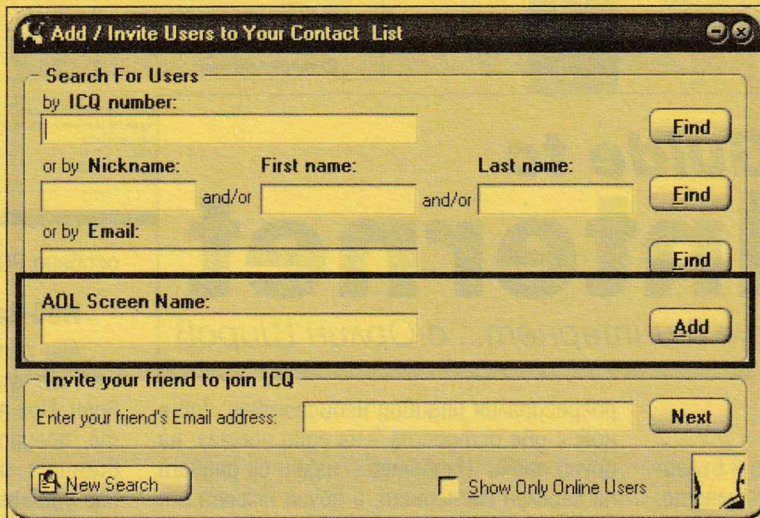 Add / Invite Users to Your Contact List
Search For Users
by ICQ number:
Find
or by Nickname: First name: Last name:
and/or and/or Find
or by Email:
Find
AOL Screen Name:
Add
Invite your friend to join ICQ
Enter your friend's Email address: Next
New Search Show Only Online Users